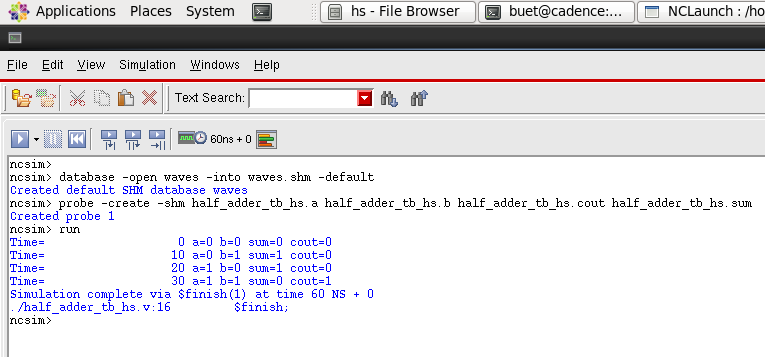 Applications Places System hs - File Browser buet@cadence:... NCLaunch : /ho
File Edit View Simulation Windows Help
Text Search:
60ns + 0
ncsim>
ncsim> database -open waves -into waves.shm -default
Created default SHM database waves
ncsim> probe -create -shm half_adder_tb_hs.a half_adder_tb_hs.b half_adder_tb_hs.cout half_adder_tb_hs.sum
Created probe 1
ncsim> run
Time=                   0 a=0 b=0 sum=0 cout=0
Time=                  10 a=0 b=1 sum=1 cout=0
Time=                  20 a=1 b=0 sum=1 cout=0
Time=                  30 a=1 b=1 sum=0 cout=1
Simulation complete via $finish(1) at time 60 NS + 0
./half_adder_tb_hs.v:16          $finish;
ncsim>